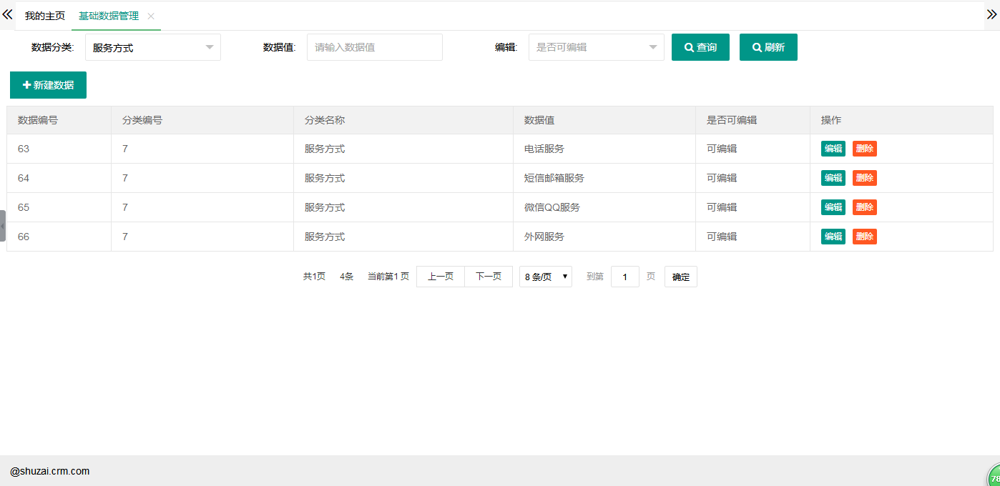 我的主页 基础数据管理
数据分类: 服务方式 数据值: 请输入数据值 编辑: 是否可编辑 查询 刷新
新建数据
数据编号 分类编号 分类名称 数据值 是否可编辑 操作
63 7 服务方式 电话服务 可编辑 编辑 删除
64 7 服务方式 短信邮箱服务 可编辑 编辑 删除
65 7 服务方式 微信QQ服务 可编辑 编辑 删除
66 7 服务方式 外网服务 可编辑 编辑 删除
共1页 4条 当前第1 页 上一页 下一页 8 条/页 到第 1 页 确定
@shuzai.crm.com
78